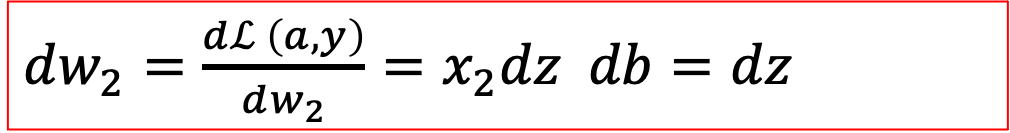 dw₂ = dℒ (a,y) / dw₂ = x₂dz db = dz